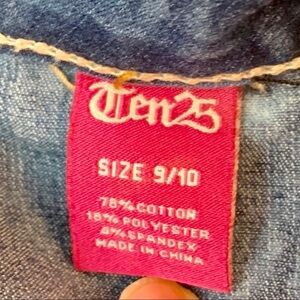 Ten25
SIZE 9/10
78% COTTON
18% POLYESTER
4% SPANDEX
MADE IN CHINA